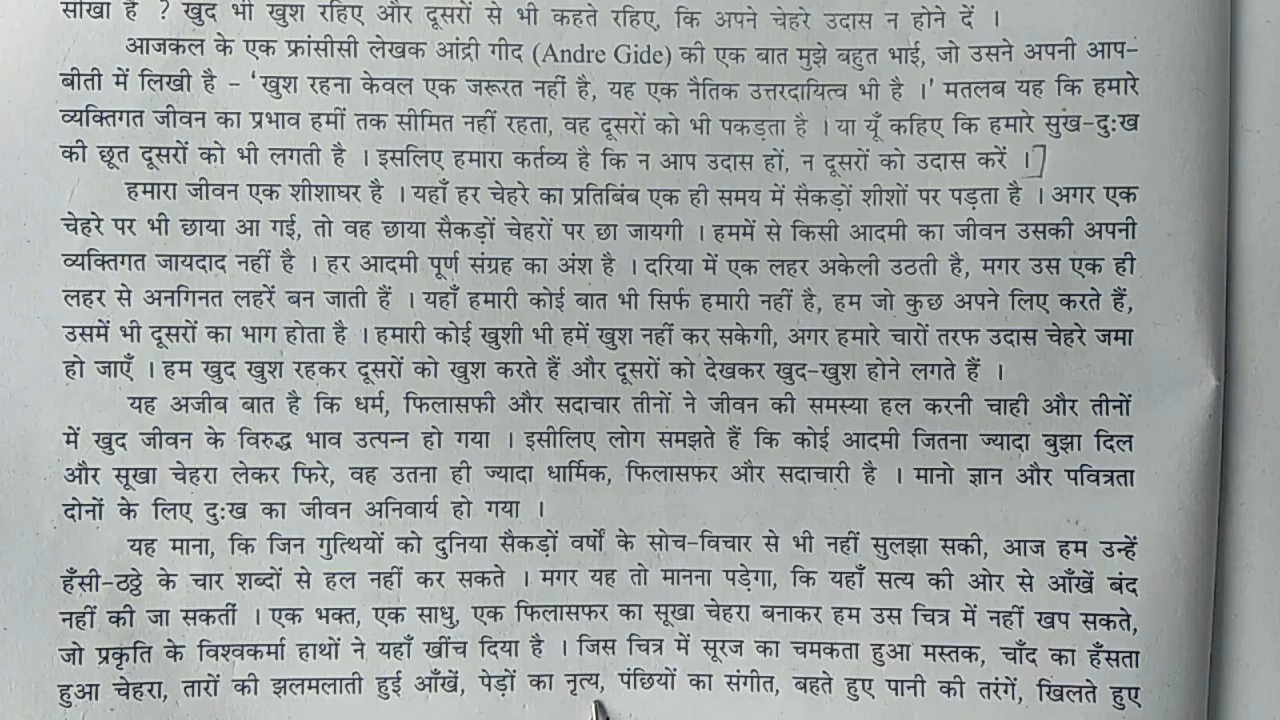 सीखा है ? खुद भी खुश रहिए और दूसरों से भी कहते रहिए, कि अपने चेहरे उदास न होने दें ।
आजकल के एक फ्रांसीसी लेखक आंद्री गीद (Andre Gide) की एक बात मुझे बहुत भाई, जो उसने अपनी आप-
बीती में लिखी है - 'खुश रहना केवल एक जरूरत नहीं है, यह एक नैतिक उत्तरदायित्व भी है ।' मतलब यह कि हमारे
व्यक्तिगत जीवन का प्रभाव हमीं तक सीमित नहीं रहता, वह दूसरों को भी पकड़ता है । या यूँ कहिए कि हमारे सुख-दुःख
की छूत दूसरों को भी लगती है । इसलिए हमारा कर्तव्य है कि न आप उदास हों, न दूसरों को उदास करें ।]
हमारा जीवन एक शीशाघर है । यहाँ हर चेहरे का प्रतिबिंब एक ही समय में सैकड़ों शीशों पर पड़ता है । अगर एक
चेहरे पर भी छाया आ गई, तो वह छाया सैकड़ों चेहरों पर छा जायगी । हममें से किसी आदमी का जीवन उसकी अपनी
व्यक्तिगत जायदाद नहीं है । हर आदमी पूर्ण संग्रह का अंश है । दरिया में एक लहर अकेली उठती है, मगर उस एक ही
लहर से अनगिनत लहरें बन जाती हैं । यहाँ हमारी कोई बात भी सिर्फ हमारी नहीं है, हम जो कुछ अपने लिए करते हैं,
उसमें भी दूसरों का भाग होता है । हमारी कोई खुशी भी हमें खुश नहीं कर सकेगी, अगर हमारे चारों तरफ उदास चेहरे जमा
हो जाएँ । हम खुद खुश रहकर दूसरों को खुश करते हैं और दूसरों को देखकर खुद-खुश होने लगते हैं ।
यह अजीब बात है कि धर्म, फिलासफी और सदाचार तीनों ने जीवन की समस्या हल करनी चाही और तीनों
में खुद जीवन के विरुद्ध भाव उत्पन्न हो गया । इसीलिए लोग समझते हैं कि कोई आदमी जितना ज्यादा बुझा दिल
और सूखा चेहरा लेकर फिरे, वह उतना ही ज्यादा धार्मिक, फिलासफर और सदाचारी है । मानो ज्ञान और पवित्रता
दोनों के लिए दुःख का जीवन अनिवार्य हो गया ।
यह माना, कि जिन गुत्थियों को दुनिया सैकड़ों वर्षों के सोच-विचार से भी नहीं सुलझा सकी, आज हम उन्हें
हँसी-ठठ्ठे के चार शब्दों से हल नहीं कर सकते । मगर यह तो मानना पड़ेगा, कि यहाँ सत्य की ओर से आँखें बंद
नहीं की जा सकतीं । एक भक्त, एक साधु, एक फिलासफर का सूखा चेहरा बनाकर हम उस चित्र में नहीं खप सकते,
जो प्रकृति के विश्वकर्मा हाथों ने यहाँ खींच दिया है । जिस चित्र में सूरज का चमकता हुआ मस्तक, चाँद का हँसता
हुआ चेहरा, तारों की झलमलाती हुई आँखें, पेड़ों का नृत्य, पंछियों का संगीत, बहते हुए पानी की तरंगें, खिलते हुए